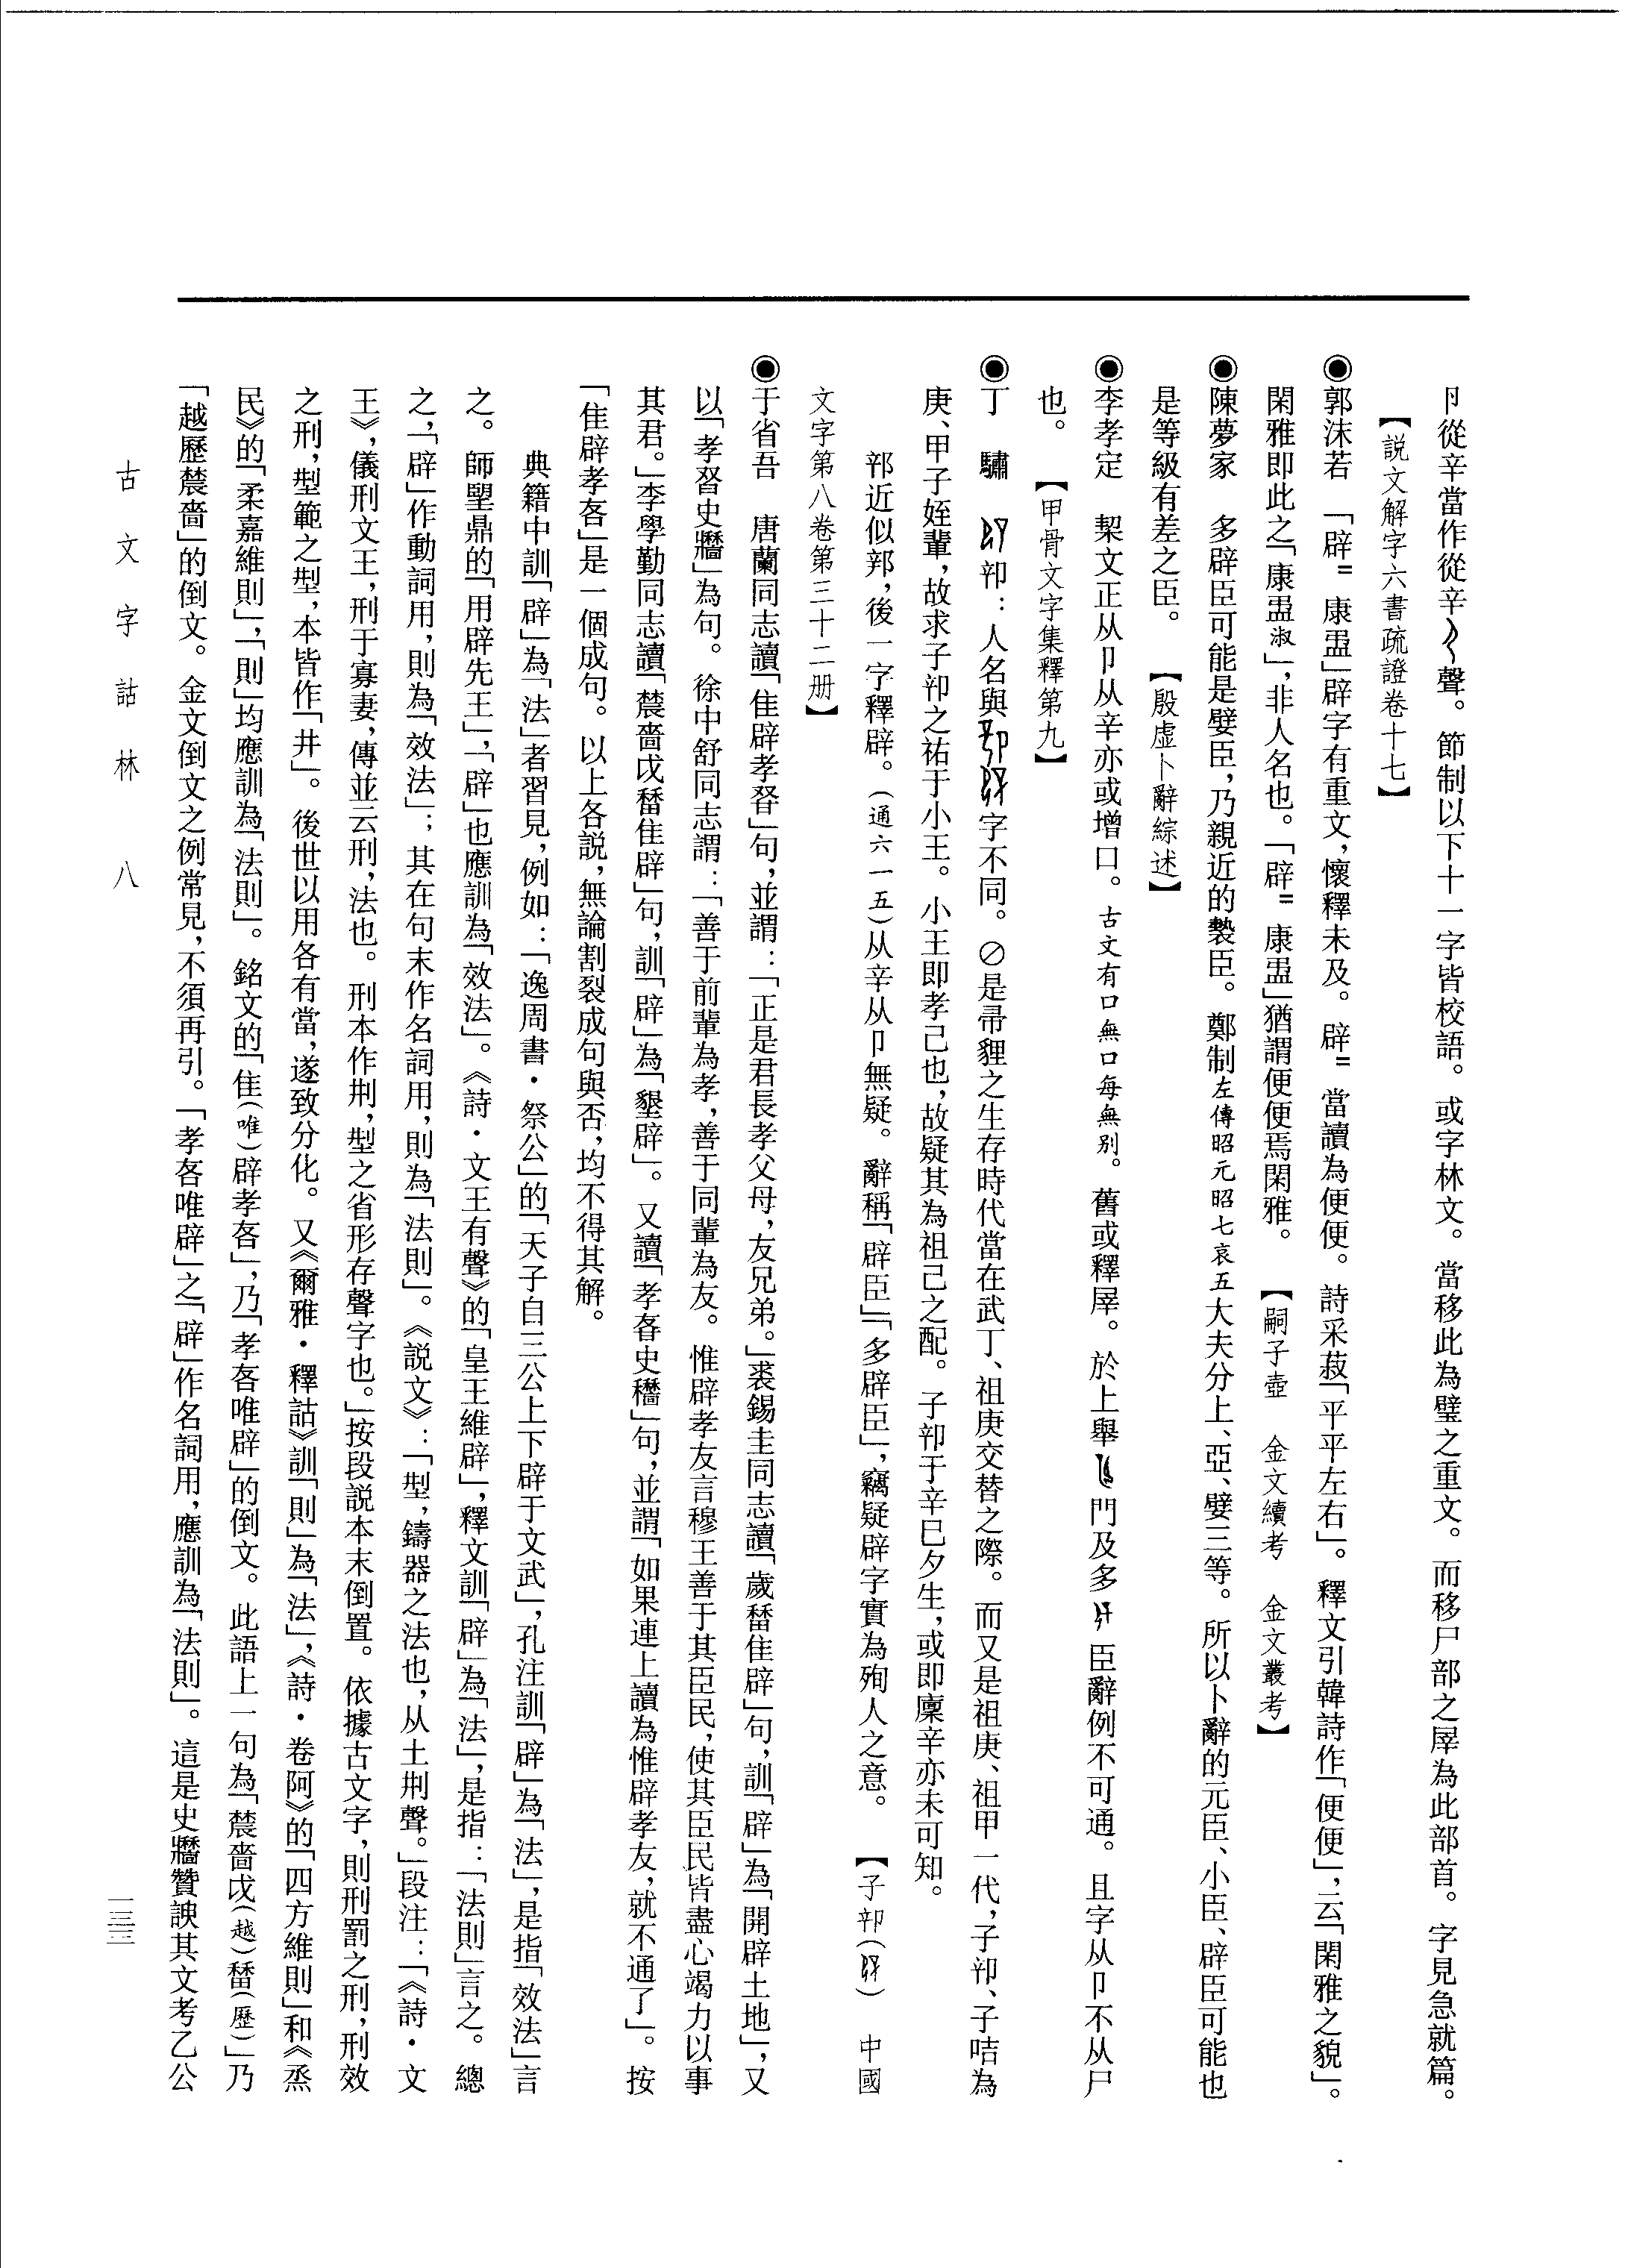 卩從辛當作從辛聲。節制以下十一字皆校語。或字林文。當移此為璧之重文。而移尸部之屖為此部首。字見急就篇。
【説文解字六書疏證卷十七】
◉郭沫若 「辟= 康盄」辟字有重文,懷釋未及。辟= 當讀為便便。詩采菽「平平左右」。釋文引韓詩作「便便」,云「閑雅之貌」。
閑雅即此之「康盄淑」,非人名也。「辟= 康盄」猶謂便便焉閑雅。 【嗣子壺 金文續考 金文叢考】
◉陳夢家 多辟臣可能是嬖臣,乃親近的褻臣。鄭制左傳昭元昭七哀五大夫分上、亞、嬖三等。所以卜辭的元臣、小臣、辟臣可能也
是等級有差之臣。 【殷虛卜辭綜述】
◉李孝定 栔文正从卩从辛亦或增口。古文有口無口每無別。舊或釋屖。於上舉門及多臣辭例不可通。且字从卩不从尸
也。 【甲骨文字集釋第九】
◉丁 驌 㔾:人名與字不同。〇是帚貍之生存時代當在武丁、祖庚交替之際。而又是祖庚、祖甲一代,子、子咭為
庚、甲子姪輩,故求子之祐于小王。小王即孝己也,故疑其為祖己之配。子于辛巳夕生,或即廩辛亦未可知。
近似郣,後一字釋辟。(通六一五)从辛从卩無疑。辭稱「辟臣」「多辟臣」,竊疑辟字實為殉人之意。 【子() 中國
文字第八卷第三十二册】
◉于省吾 唐蘭同志讀「隹辟孝友」句,並謂:「正是君長孝父母,友兄弟。」裘錫圭同志讀「歲𣡌隹辟」句,訓「辟」為「開辟土地」,又
以「孝友史牆」為句。徐中舒同志謂:「善于前輩為孝,善于同輩為友。惟辟孝友言穆王善于其臣民,使其臣民皆盡心竭力以事
其君。」李學勤同志讀「農嗇戉𣡌隹辟」句,訓「辟」為「墾辟」。又讀「孝友史牆」句,並謂「如果連上讀為惟辟孝友,就不通了」。按
「隹辟孝友」是一個成句。以上各説,無論割裂成句與否,均不得其解。
典籍中訓「辟」為「法」者習見,例如:「逸周書·祭公」的「天子自三公上下辟于文武」,孔注訓「辟」為「法」,是指「效法」言
之。師朢鼎的「用辟先王」,「辟」也應訓為「效法」。《詩·文王有聲》的「皇王維辟」,釋文訓「辟」為「法」,是指:「法則」言之。總
之,「辟」作動詞用,則為「效法」;其在句末作名詞用,則為「法則」。《説文》:「型,鑄器之法也,从土荆聲。」段注:「《詩·文
王》,儀刑文王,刑于寡妻,傳並云刑,法也。刑本作荆,型之省形存聲字也。」按段説本末倒置。依據古文字,則刑罰之刑,刑效
之刑,型範之型,本皆作「井」。後世以用各有當,遂致分化。又《爾雅·釋詁》訓「則」為「法」,《詩·卷阿》的「四方維則」和《烝
民》的「柔嘉維則」,「則」均應訓為「法則」。銘文的「隹(唯)辟孝友」,乃「孝友唯辟」的倒文。此語上一句為「農嗇戉(越)𣡌(歷)」乃
「越歷農嗇」的倒文。金文倒文之例常見,不須再引。「孝友唯辟」之「辟」作名詞用,應訓為「法則」。這是史牆贊諛其文考乙公
古文字詁林 八
一三三